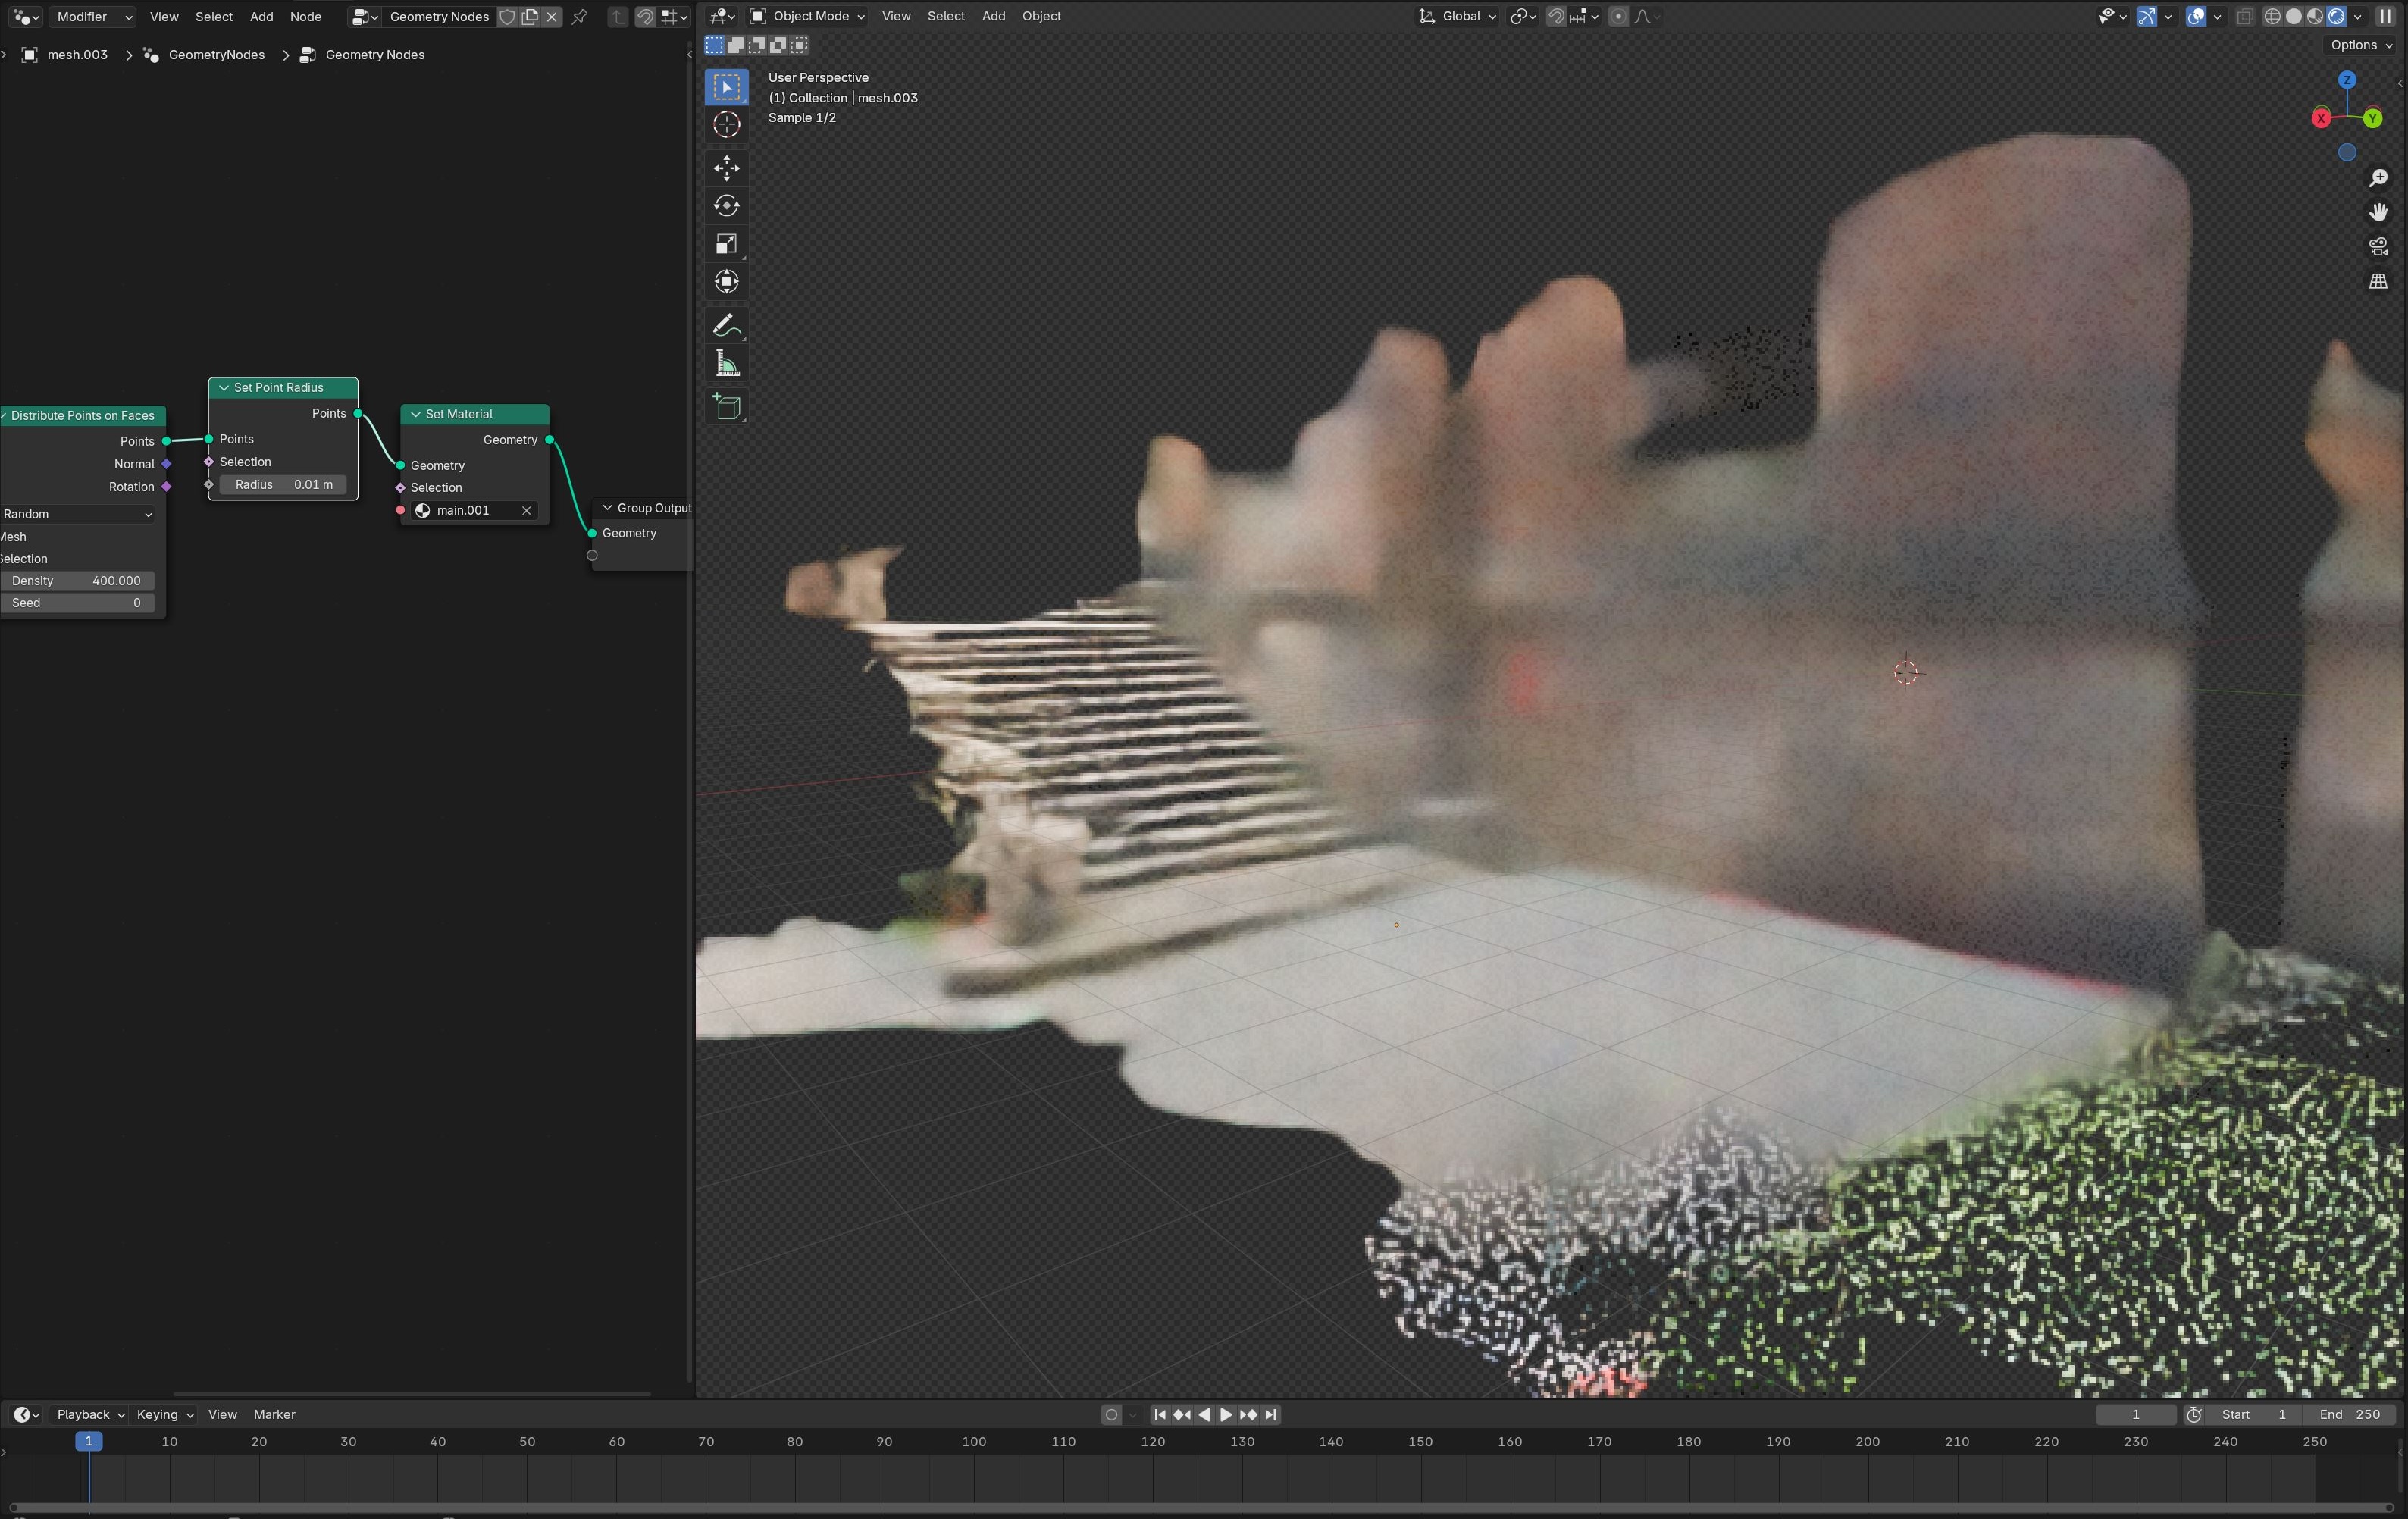 Modifier View Select Add Node Geometry Nodes
mesh.003 GeometryNodes Geometry Nodes
Distribute Points on Faces
Points
Normal
Rotation
Random
Mesh
Selection
Density 400.000
Seed 0
Set Point Radius
Points
Points
Selection
Radius 0.01 m
Set Material
Geometry
Geometry
Selection
main.001
Group Output
Geometry
Object Mode View Select Add Object Global
Options
User Perspective
(1) Collection | mesh.003
Sample 1/2
Z
X Y
Playback Keying View Marker 1 Start 1 End 250
1 10 20 30 40 50 60 70 80 90 100 110 120 130 140 150 160 170 180 190 200 210 220 230 240 250